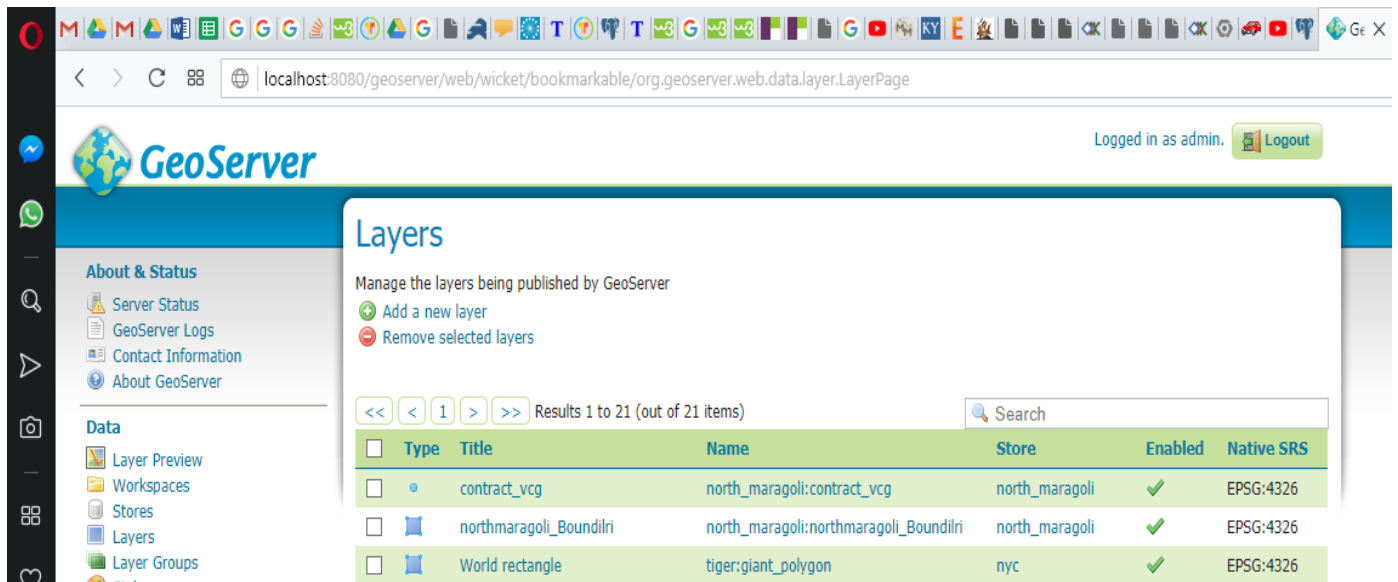 Ge
localhost:8080/geoserver/web/wicket/bookmarkable/org.geoserver.web.data.layer.LayerPage
GeoServer
Logged in as admin. Logout
Layers
Manage the layers being published by GeoServer
Add a new layer
Remove selected layers
About & Status
Server Status
GeoServer Logs
Contact Information
About GeoServer
Data
Layer Preview
Workspaces
Stores
Layers
Layer Groups
<< < 1 > >> Results 1 to 21 (out of 21 items) Search
Type Title Name Store Enabled Native SRS
contract_vcg north_maragoli:contract_vcg north_maragoli EPSG:4326
northmaragoli_Boundilri north_maragoli:northmaragoli_Boundilri north_maragoli EPSG:4326
World rectangle tiger:giant_polygon nyc EPSG:4326